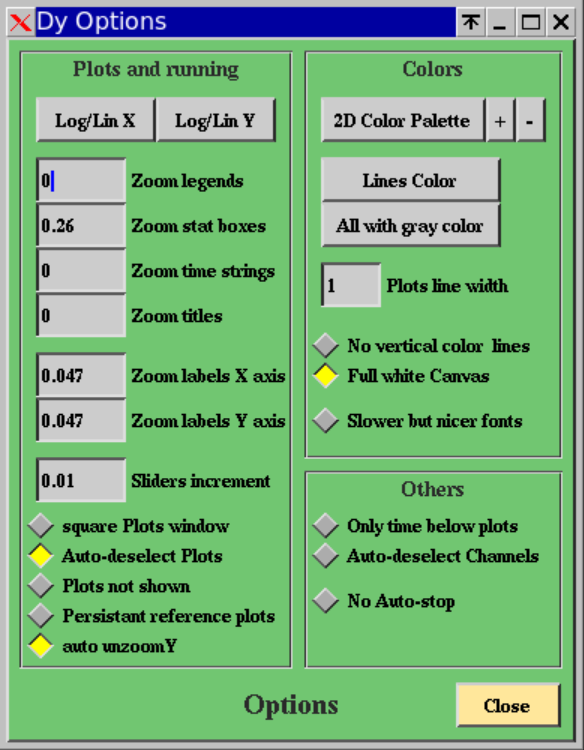 Dy Options
Plots and running
Log/Lin X Log/Lin Y
0 Zoom legends
0.26 Zoom stat boxes
0 Zoom time strings
0 Zoom titles
0.047 Zoom labels X axis
0.047 Zoom labels Y axis
0.01 Sliders increment
square Plots window
Auto-deselect Plots
Plots not shown
Persistant reference plots
auto unzoomY
Colors
2D Color Palette + -
Lines Color
All with gray color
1 Plots line width
No vertical color lines
Full white Canvas
Slower but nicer fonts
Others
Only time below plots
Auto-deselect Channels
No Auto-stop
Options
Close